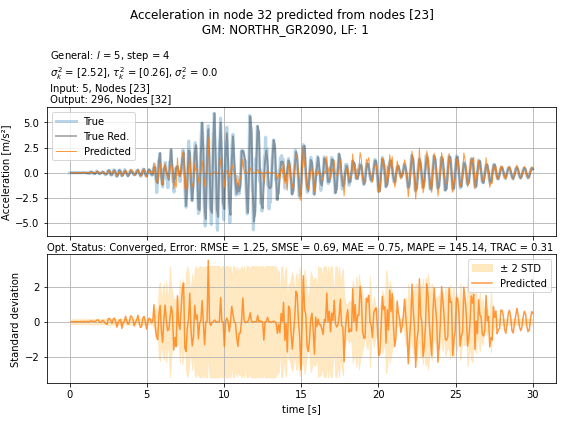 Acceleration in node 32 predicted from nodes [23]
GM: NORTHR_GR2090, LF: 1
General: l = 5, step = 4
σ²ₖ = [2.52], τ²ₖ = [0.26], σ²ε = 0.0
Input: 5, Nodes [23]
Output: 296, Nodes [32]
True
True Red.
Predicted
Acceleration [m/s²]
5.0
2.5
0.0
−2.5
−5.0
Opt. Status: Converged, Error: RMSE = 1.25, SMSE = 0.69, MAE = 0.75, MAPE = 145.14, TRAC = 0.31
± 2 STD
Predicted
Standard deviation
2
0
−2
0 5 10 15 20 25 30
time [s]